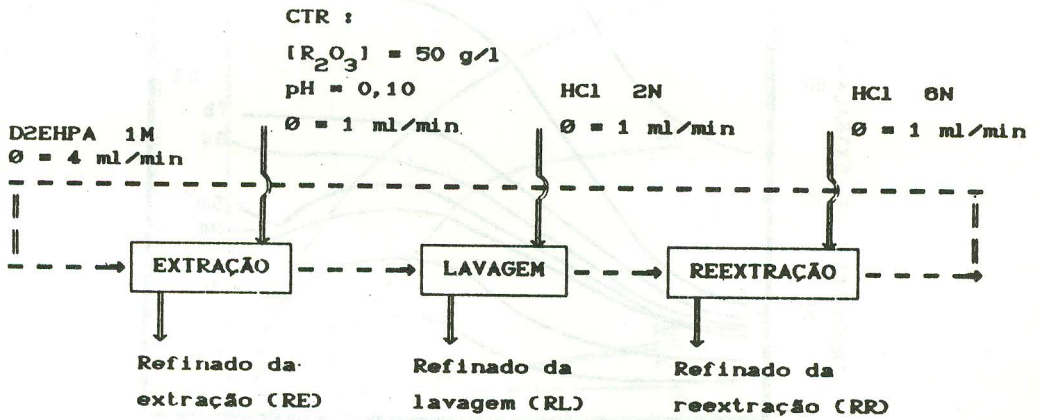 CTR :
[R2O3] = 50 g/l
pH = 0,10
Ø = 1 ml/min
HCl 2N
Ø = 1 ml/min
HCl 6N
Ø = 1 ml/min
D2EHPA 1M
Ø = 4 ml/min
EXTRAÇÃO
LAVAGEM
REEXTRAÇÃO
Refinado da
extração (RE)
Refinado da
lavagem (RL)
Refinado da
reextração (RR)